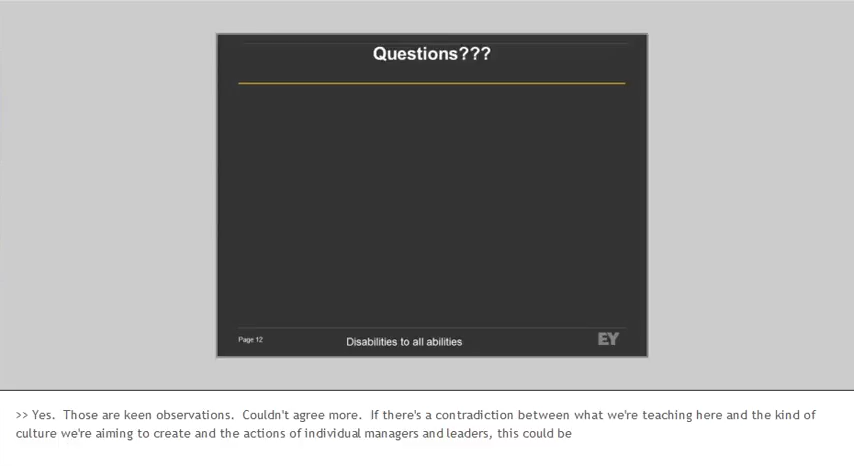 Questions???
Page 12
Disabilities to all abilities
EY
>> Yes.  Those are keen observations.  Couldn't agree more.  If there's a contradiction between what we're teaching here and the kind of
culture we're aiming to create and the actions of individual managers and leaders, this could be